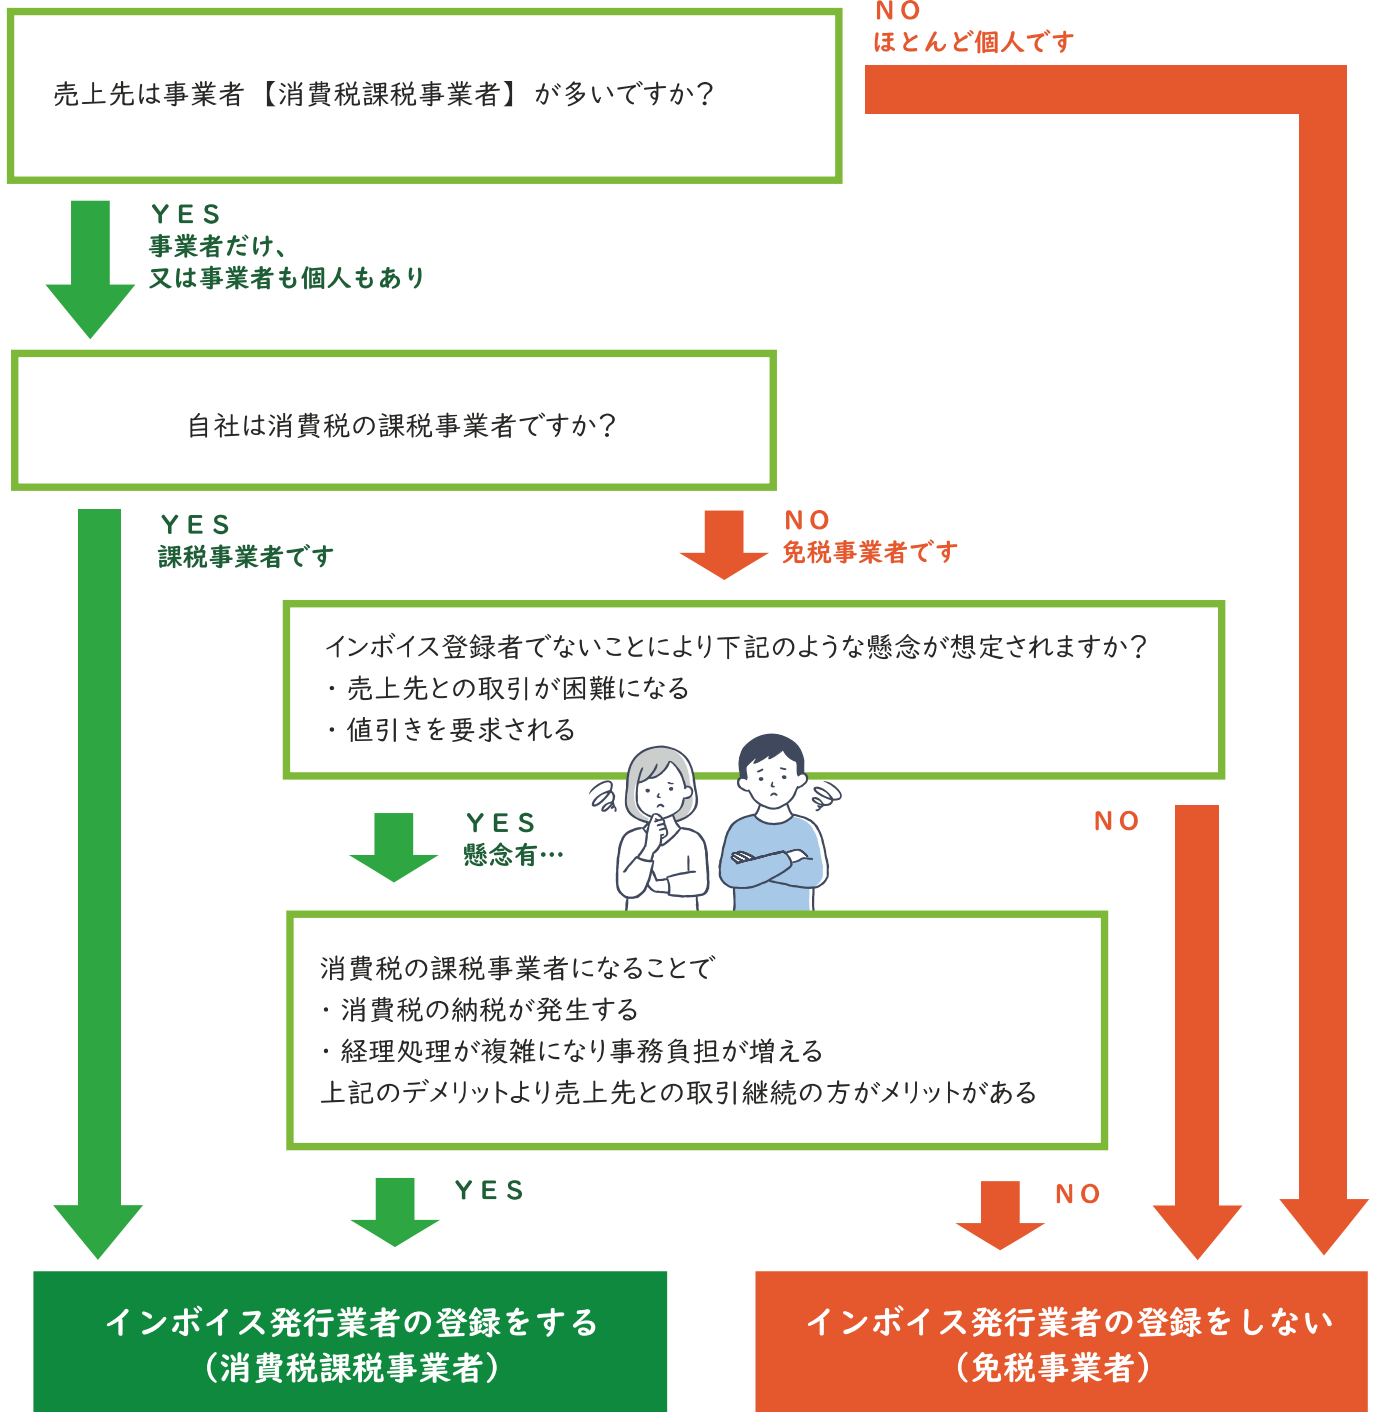 売上先は事業者【消費税課税事業者】が多いですか？
NO
ほとんど個人です
YES
事業者だけ、
又は事業者も個人もあり
自社は消費税の課税事業者ですか？
YES
課税事業者です
NO
免税事業者です
インボイス登録者でないことにより下記のような懸念が想定されますか？
・売上先との取引が困難になる
・値引きを要求される
YES
懸念有…
NO
消費税の課税事業者になることで
・消費税の納税が発生する
・経理処理が複雑になり事務負担が増える
上記のデメリットより売上先との取引継続の方がメリットがある
YES
NO
インボイス発行業者の登録をする
（消費税課税事業者）
インボイス発行業者の登録をしない
（免税事業者）